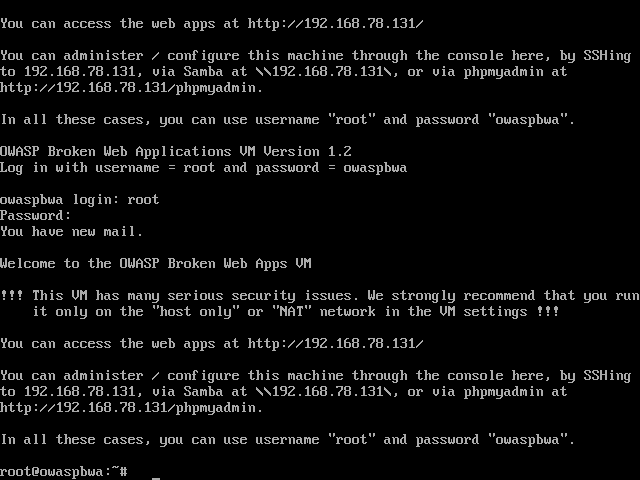 You can access the web apps at http://192.168.78.131/
You can administer / configure this machine through the console here, by SSHing
to 192.168.78.131, via Samba at \\192.168.78.131\, or via phpmyadmin at
http://192.168.78.131/phpmyadmin.
In all these cases, you can use username "root" and password "owaspbwa".
OWASP Broken Web Applications VM Version 1.2
Log in with username = root and password = owaspbwa
owaspbwa login: root
Password:
You have new mail.
Welcome to the OWASP Broken Web Apps VM
!!! This VM has many serious security issues. We strongly recommend that you run
    it only on the "host only" or "NAT" network in the VM settings !!!
You can access the web apps at http://192.168.78.131/
You can administer / configure this machine through the console here, by SSHing
to 192.168.78.131, via Samba at \\192.168.78.131\, or via phpmyadmin at
http://192.168.78.131/phpmyadmin.
In all these cases, you can use username "root" and password "owaspbwa".
root@owaspbwa:~# _